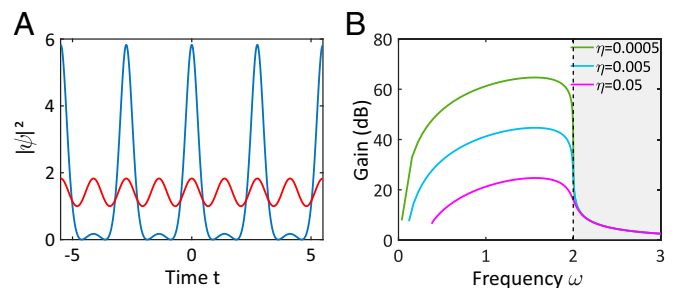 A
|ψ|²
6
4
2
0
-5
0
5
Time t
B
Gain (dB)
80
60
40
20
0
0
1
2
3
Frequency ω
η=0.0005
η=0.005
η=0.05